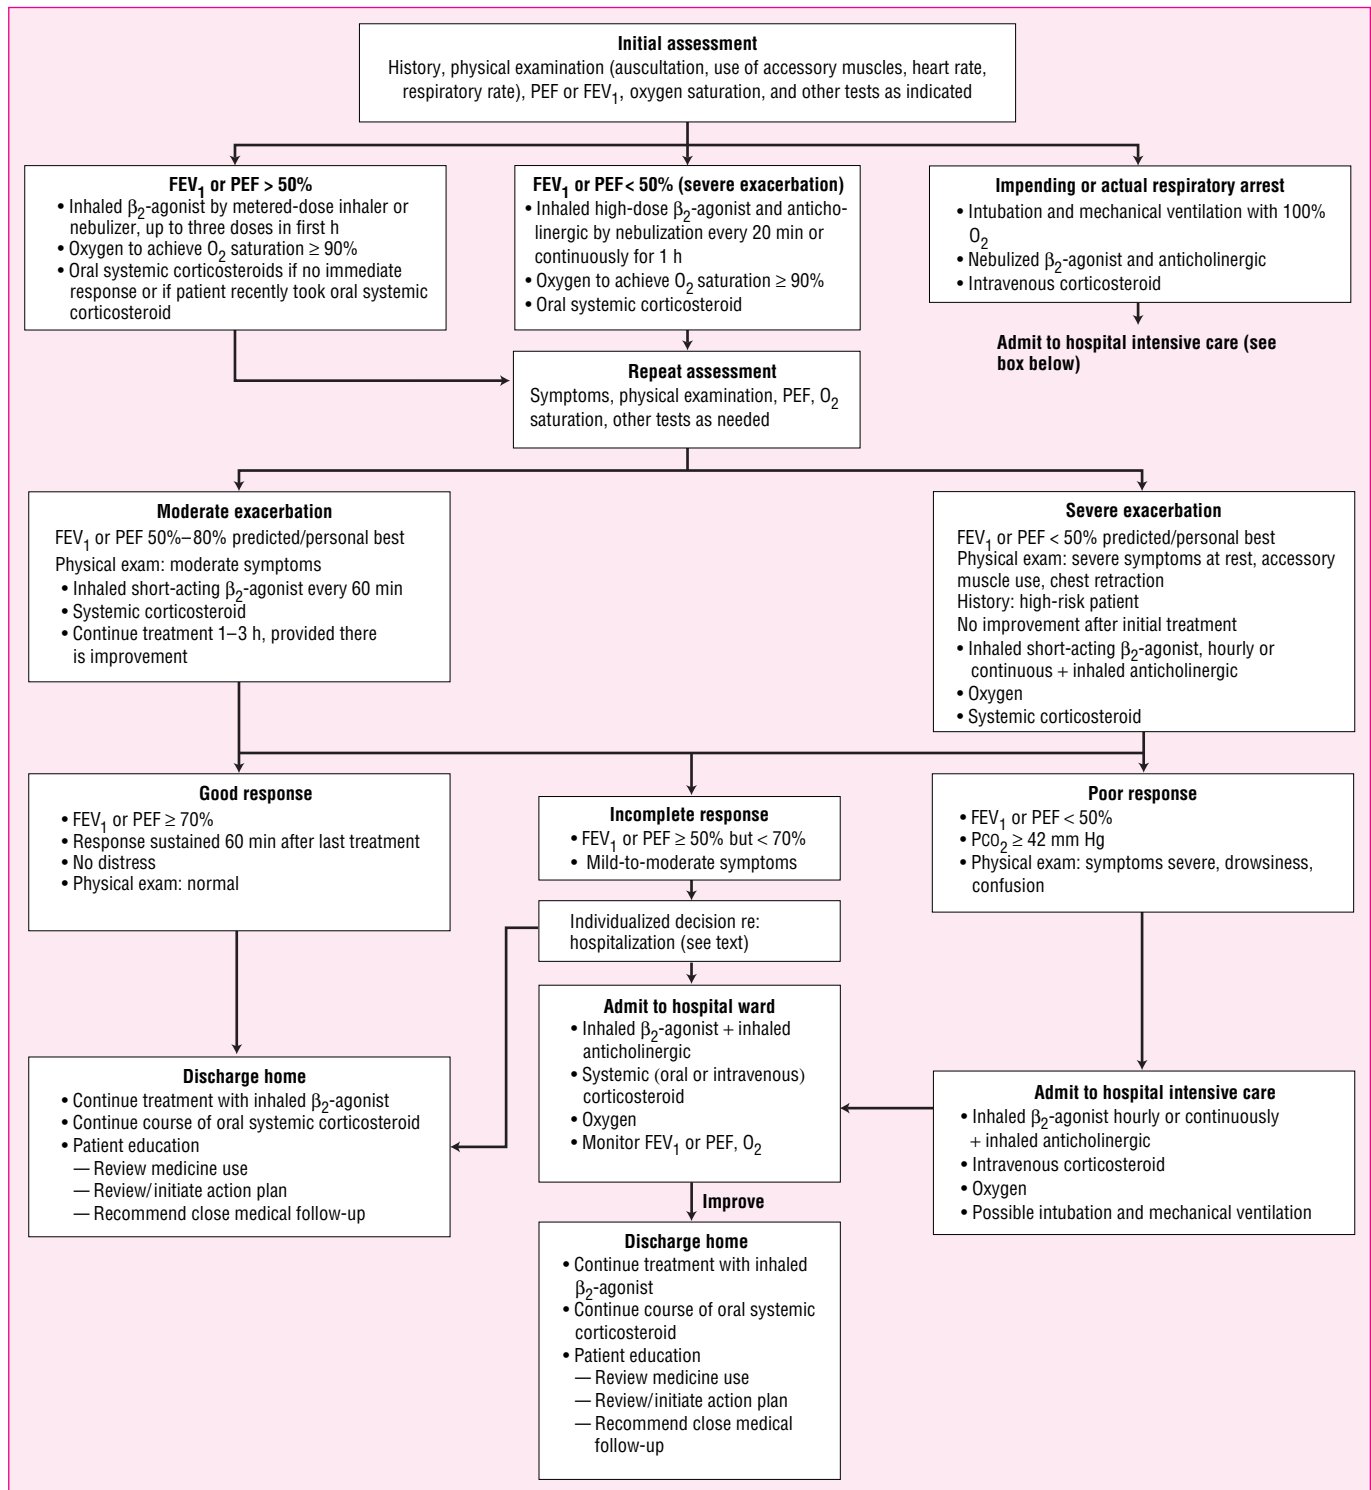 Initial assessment
History, physical examination (auscultation, use of accessory muscles, heart rate,
respiratory rate), PEF or FEV₁, oxygen saturation, and other tests as indicated
FEV₁ or PEF > 50%
• Inhaled β₂-agonist by metered-dose inhaler or
nebulizer, up to three doses in first h
• Oxygen to achieve O₂ saturation ≥ 90%
• Oral systemic corticosteroids if no immediate
response or if patient recently took oral systemic
corticosteroid
FEV₁ or PEF < 50% (severe exacerbation)
• Inhaled high-dose β₂-agonist and anticho-
linergic by nebulization every 20 min or
continuously for 1 h
• Oxygen to achieve O₂ saturation ≥ 90%
• Oral systemic corticosteroid
Impending or actual respiratory arrest
• Intubation and mechanical ventilation with 100%
O₂
• Nebulized β₂-agonist and anticholinergic
• Intravenous corticosteroid
Admit to hospital intensive care (see
box below)
Repeat assessment
Symptoms, physical examination, PEF, O₂
saturation, other tests as needed
Moderate exacerbation
FEV₁ or PEF 50%–80% predicted/personal best
Physical exam: moderate symptoms
• Inhaled short-acting β₂-agonist every 60 min
• Systemic corticosteroid
• Continue treatment 1–3 h, provided there
is improvement
Severe exacerbation
FEV₁ or PEF < 50% predicted/personal best
Physical exam: severe symptoms at rest, accessory
muscle use, chest retraction
History: high-risk patient
No improvement after initial treatment
• Inhaled short-acting β₂-agonist, hourly or
continuous + inhaled anticholinergic
• Oxygen
• Systemic corticosteroid
Good response
• FEV₁ or PEF ≥ 70%
• Response sustained 60 min after last treatment
• No distress
• Physical exam: normal
Incomplete response
• FEV₁ or PEF ≥ 50% but < 70%
• Mild-to-moderate symptoms
Poor response
• FEV₁ or PEF < 50%
• PCO₂ ≥ 42 mm Hg
• Physical exam: symptoms severe, drowsiness,
confusion
Individualized decision re:
hospitalization (see text)
Admit to hospital ward
• Inhaled β₂-agonist + inhaled
anticholinergic
• Systemic (oral or intravenous)
corticosteroid
• Oxygen
• Monitor FEV₁ or PEF, O₂
Discharge home
• Continue treatment with inhaled β₂-agonist
• Continue course of oral systemic corticosteroid
• Patient education
— Review medicine use
— Review/initiate action plan
— Recommend close medical follow-up
Admit to hospital intensive care
• Inhaled β₂-agonist hourly or continuously
+ inhaled anticholinergic
• Intravenous corticosteroid
• Oxygen
• Possible intubation and mechanical ventilation
Improve
Discharge home
• Continue treatment with inhaled
β₂-agonist
• Continue course of oral systemic
corticosteroid
• Patient education
— Review medicine use
— Review/initiate action plan
— Recommend close medical
follow-up